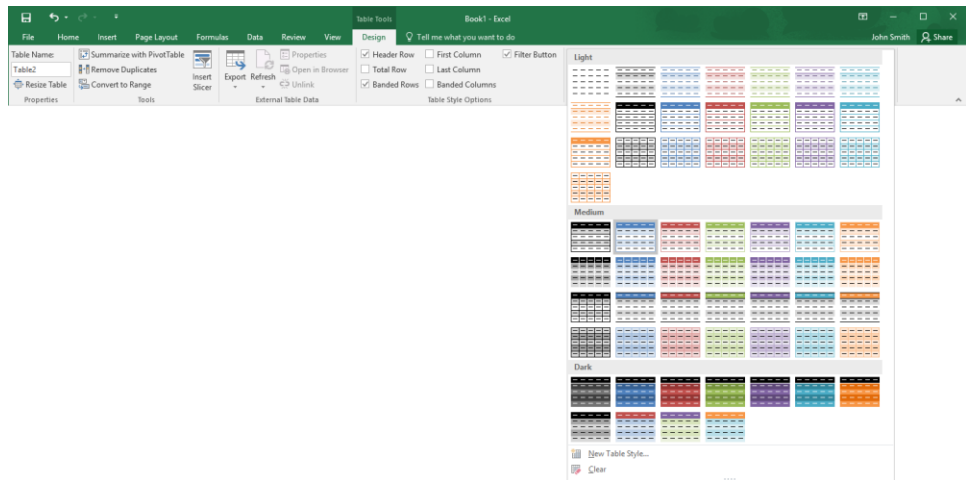 Table Tools Book1 - Excel
File Home Insert Page Layout Formulas Data Review View Design Tell me what you want to do John Smith Share
Table Name: Summarize with PivotTable Properties Header Row First Column Filter Button
Table2 Remove Duplicates Insert Slicer Export Refresh Open in Browser Total Row Last Column
Resize Table Convert to Range Unlink Banded Rows Banded Columns
Properties Tools External Table Data Table Style Options
Light
Medium
Dark
New Table Style...
Clear